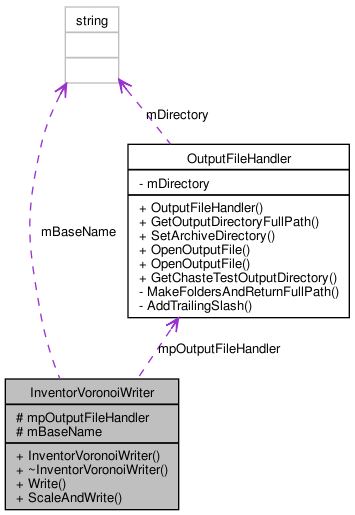 string
mDirectory
OutputFileHandler
- mDirectory
+ OutputFileHandler()
+ GetOutputDirectoryFullPath()
+ SetArchiveDirectory()
+ OpenOutputFile()
+ OpenOutputFile()
+ GetChasteTestOutputDirectory()
- MakeFoldersAndReturnFullPath()
- AddTrailingSlash()
mBaseName
mpOutputFileHandler
InventorVoronoiWriter
# mpOutputFileHandler
# mBaseName
+ InventorVoronoiWriter()
+ ~InventorVoronoiWriter()
+ Write()
+ ScaleAndWrite()